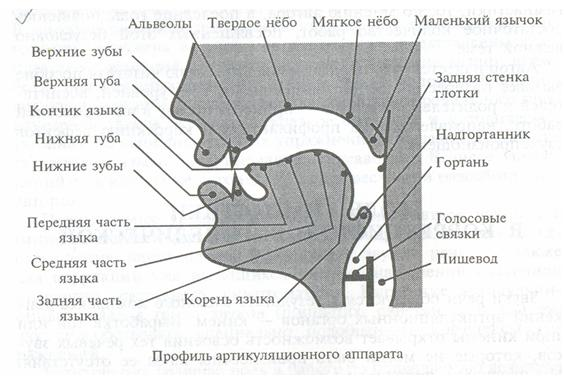 Альволы Твердое нёбо Мягкое нёбо Маленький язычок
Верхние зубы
Верхняя губа
Кончик языка
Нижняя губа
Нижние зубы
Передняя часть
языка
Средняя часть
языка
Задняя часть
языка
Корень языка
Задняя стенка
глотки
Надгортанник
Гортань
Голосовые
связки
Пищевод
Профиль артикуляционного аппарата